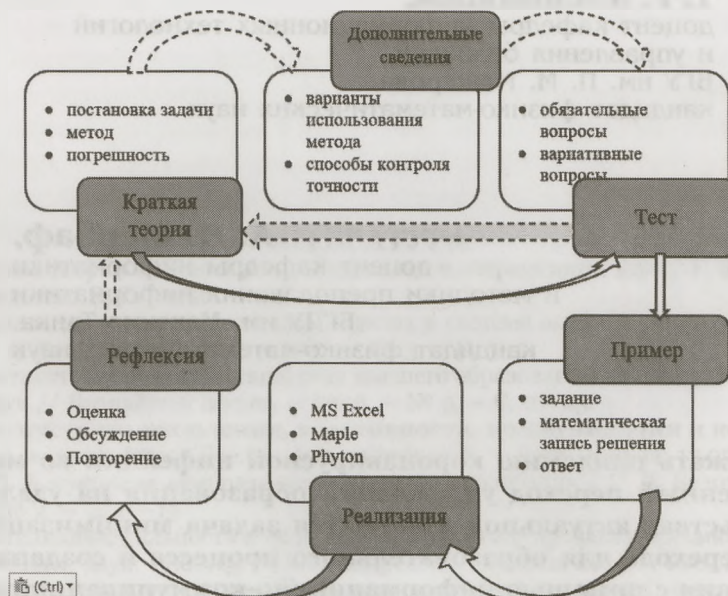 Дополнительные
сведения
• постановка задачи
• метод
• погрешность
• варианты
использования
метода
• способы контроля
точности
• обязательные
вопросы
• вариативные
вопросы
Краткая
теория
Тест
Рефлексия
Пример
• Оценка
• Обсуждение
• Повторение
• MS Excel
• Maple
• Phyton
• задание
запись решения
• ответ
Реализация
(Ctrl)